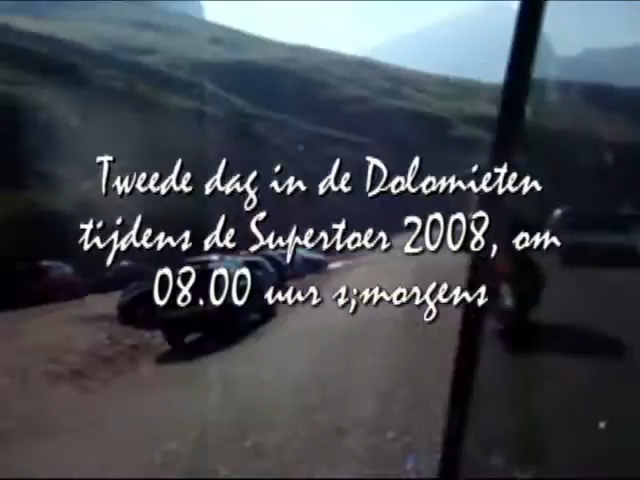 Tweede dag in de Dolomieten
tijdens de Supertoer 2008, om
08.00 uur s;morgens